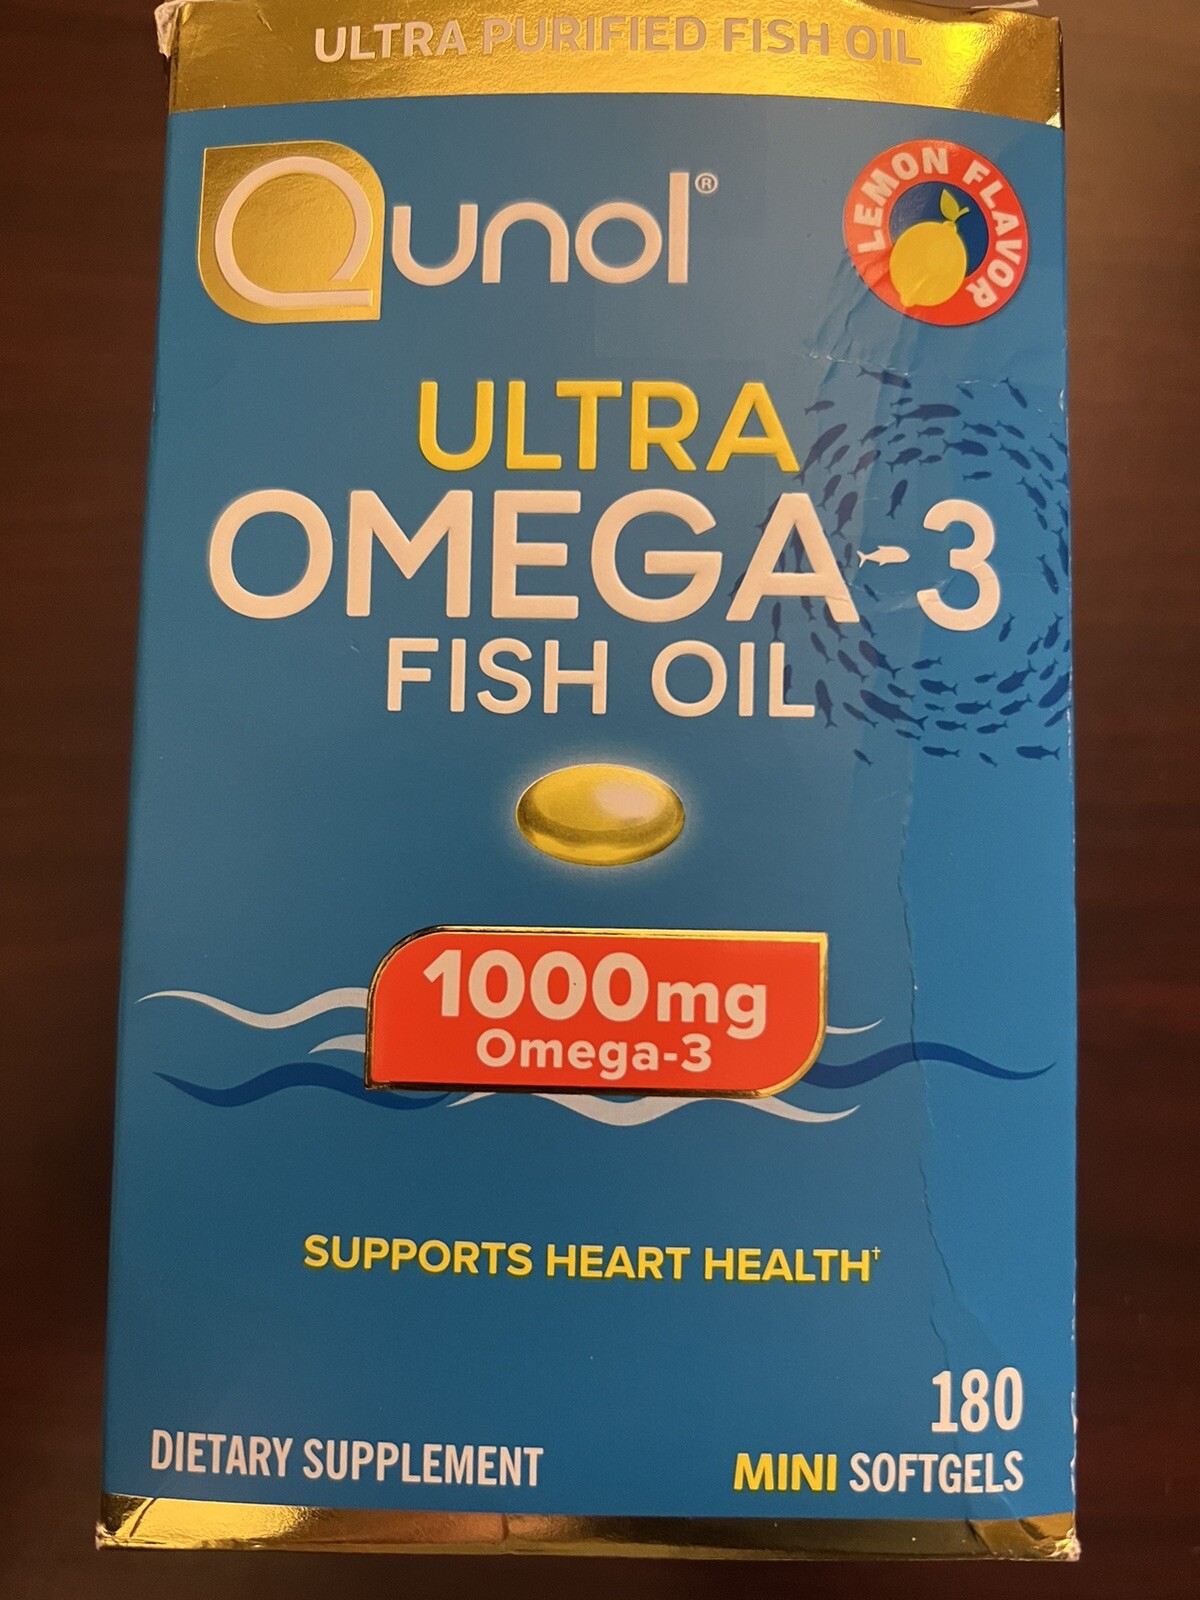 ULTRA PURIFIED FISH OIL
Qunol®
LEMON FLAVOR
ULTRA
OMEGA-3
FISH OIL
1000mg
Omega-3
SUPPORTS HEART HEALTH†
180
DIETARY SUPPLEMENT
MINI SOFTGELS